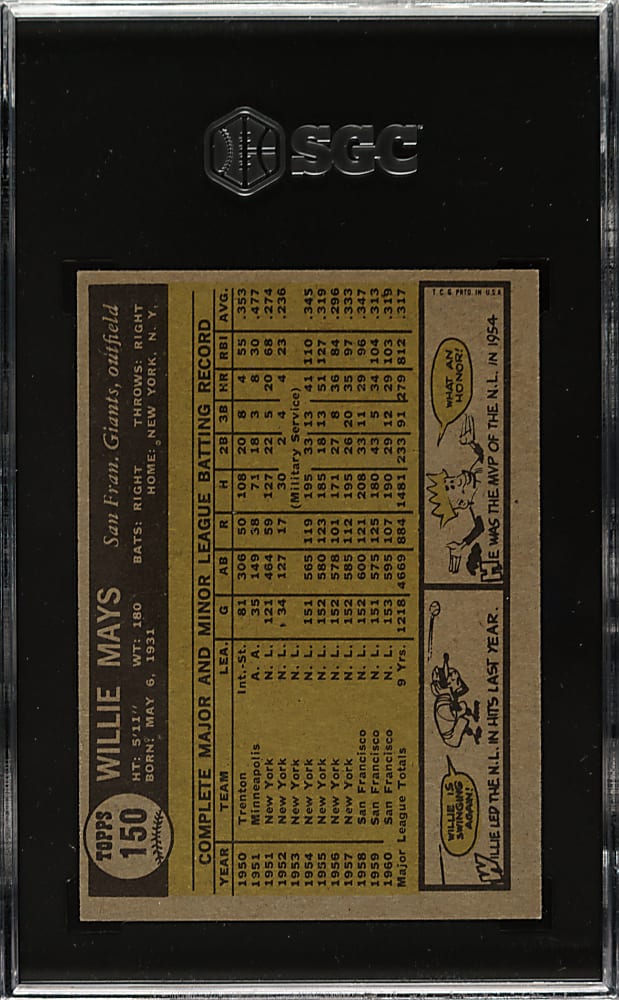 SGC
TOPPS
150
WILLIE MAYS San Fran. Giants, outfield
HT: 5'11" WT: 180 BATS: RIGHT THROWS: RIGHT
BORN: MAY 6, 1931 HOME: NEW YORK, N. Y.
COMPLETE MAJOR AND MINOR LEAGUE BATTING RECORD
YEAR TEAM LEA. G AB R H 2B 3B HR RBI AVG.
1950 Trenton Int.-St. 81 306 50 108 20 8 4 55 .353
1951 Minneapolis A. A. 35 149 38 71 18 3 8 30 .477
1951 New York N. L. 121 464 59 127 22 5 20 68 .274
1952 New York N. L. 34 127 17 30 2 4 4 23 .236
1953 New York N. L. (Military Service)
1954 New York N. L. 151 565 119 195 33 13 41 110 .345
1955 New York N. L. 152 580 123 185 18 13 51 127 .319
1956 New York N. L. 152 578 101 171 27 8 36 84 .296
1957 New York N. L. 152 585 112 195 26 20 35 97 .333
1958 San Francisco N. L. 152 600 121 208 33 11 29 96 .347
1959 San Francisco N. L. 151 575 125 180 43 5 34 104 .313
1960 San Francisco N. L. 153 595 107 190 29 12 29 103 .319
Major League Totals 9 Yrs. 1218 4669 884 1481 233 91 279 812 .317
WILLIE IS
SWINGING
AGAIN!
WILLIE LED THE N.L. IN HITS LAST YEAR.
WHAT AN
HONOR!
HE WAS THE MVP OF THE N.L. IN 1954
T. C. G. PRTD. IN U.S.A.